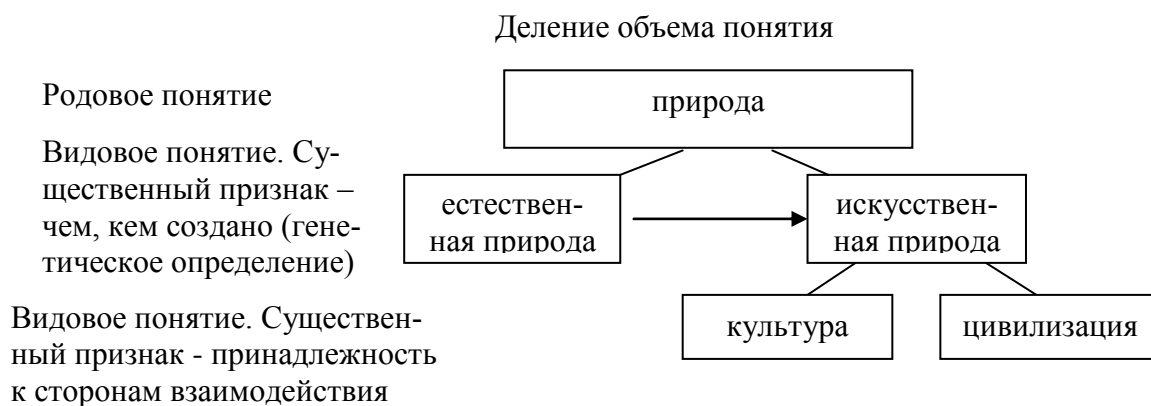 Деление объема понятия
Родовое понятие
природа
Видовое понятие. Су-
щественный признак –
чем, кем создано (гене-
тическое определение)
естествен-
ная природа
искусствен-
ная природа
Видовое понятие. Существен-
ный признак - принадлежность
к сторонам взаимодействия
культура
цивилизация